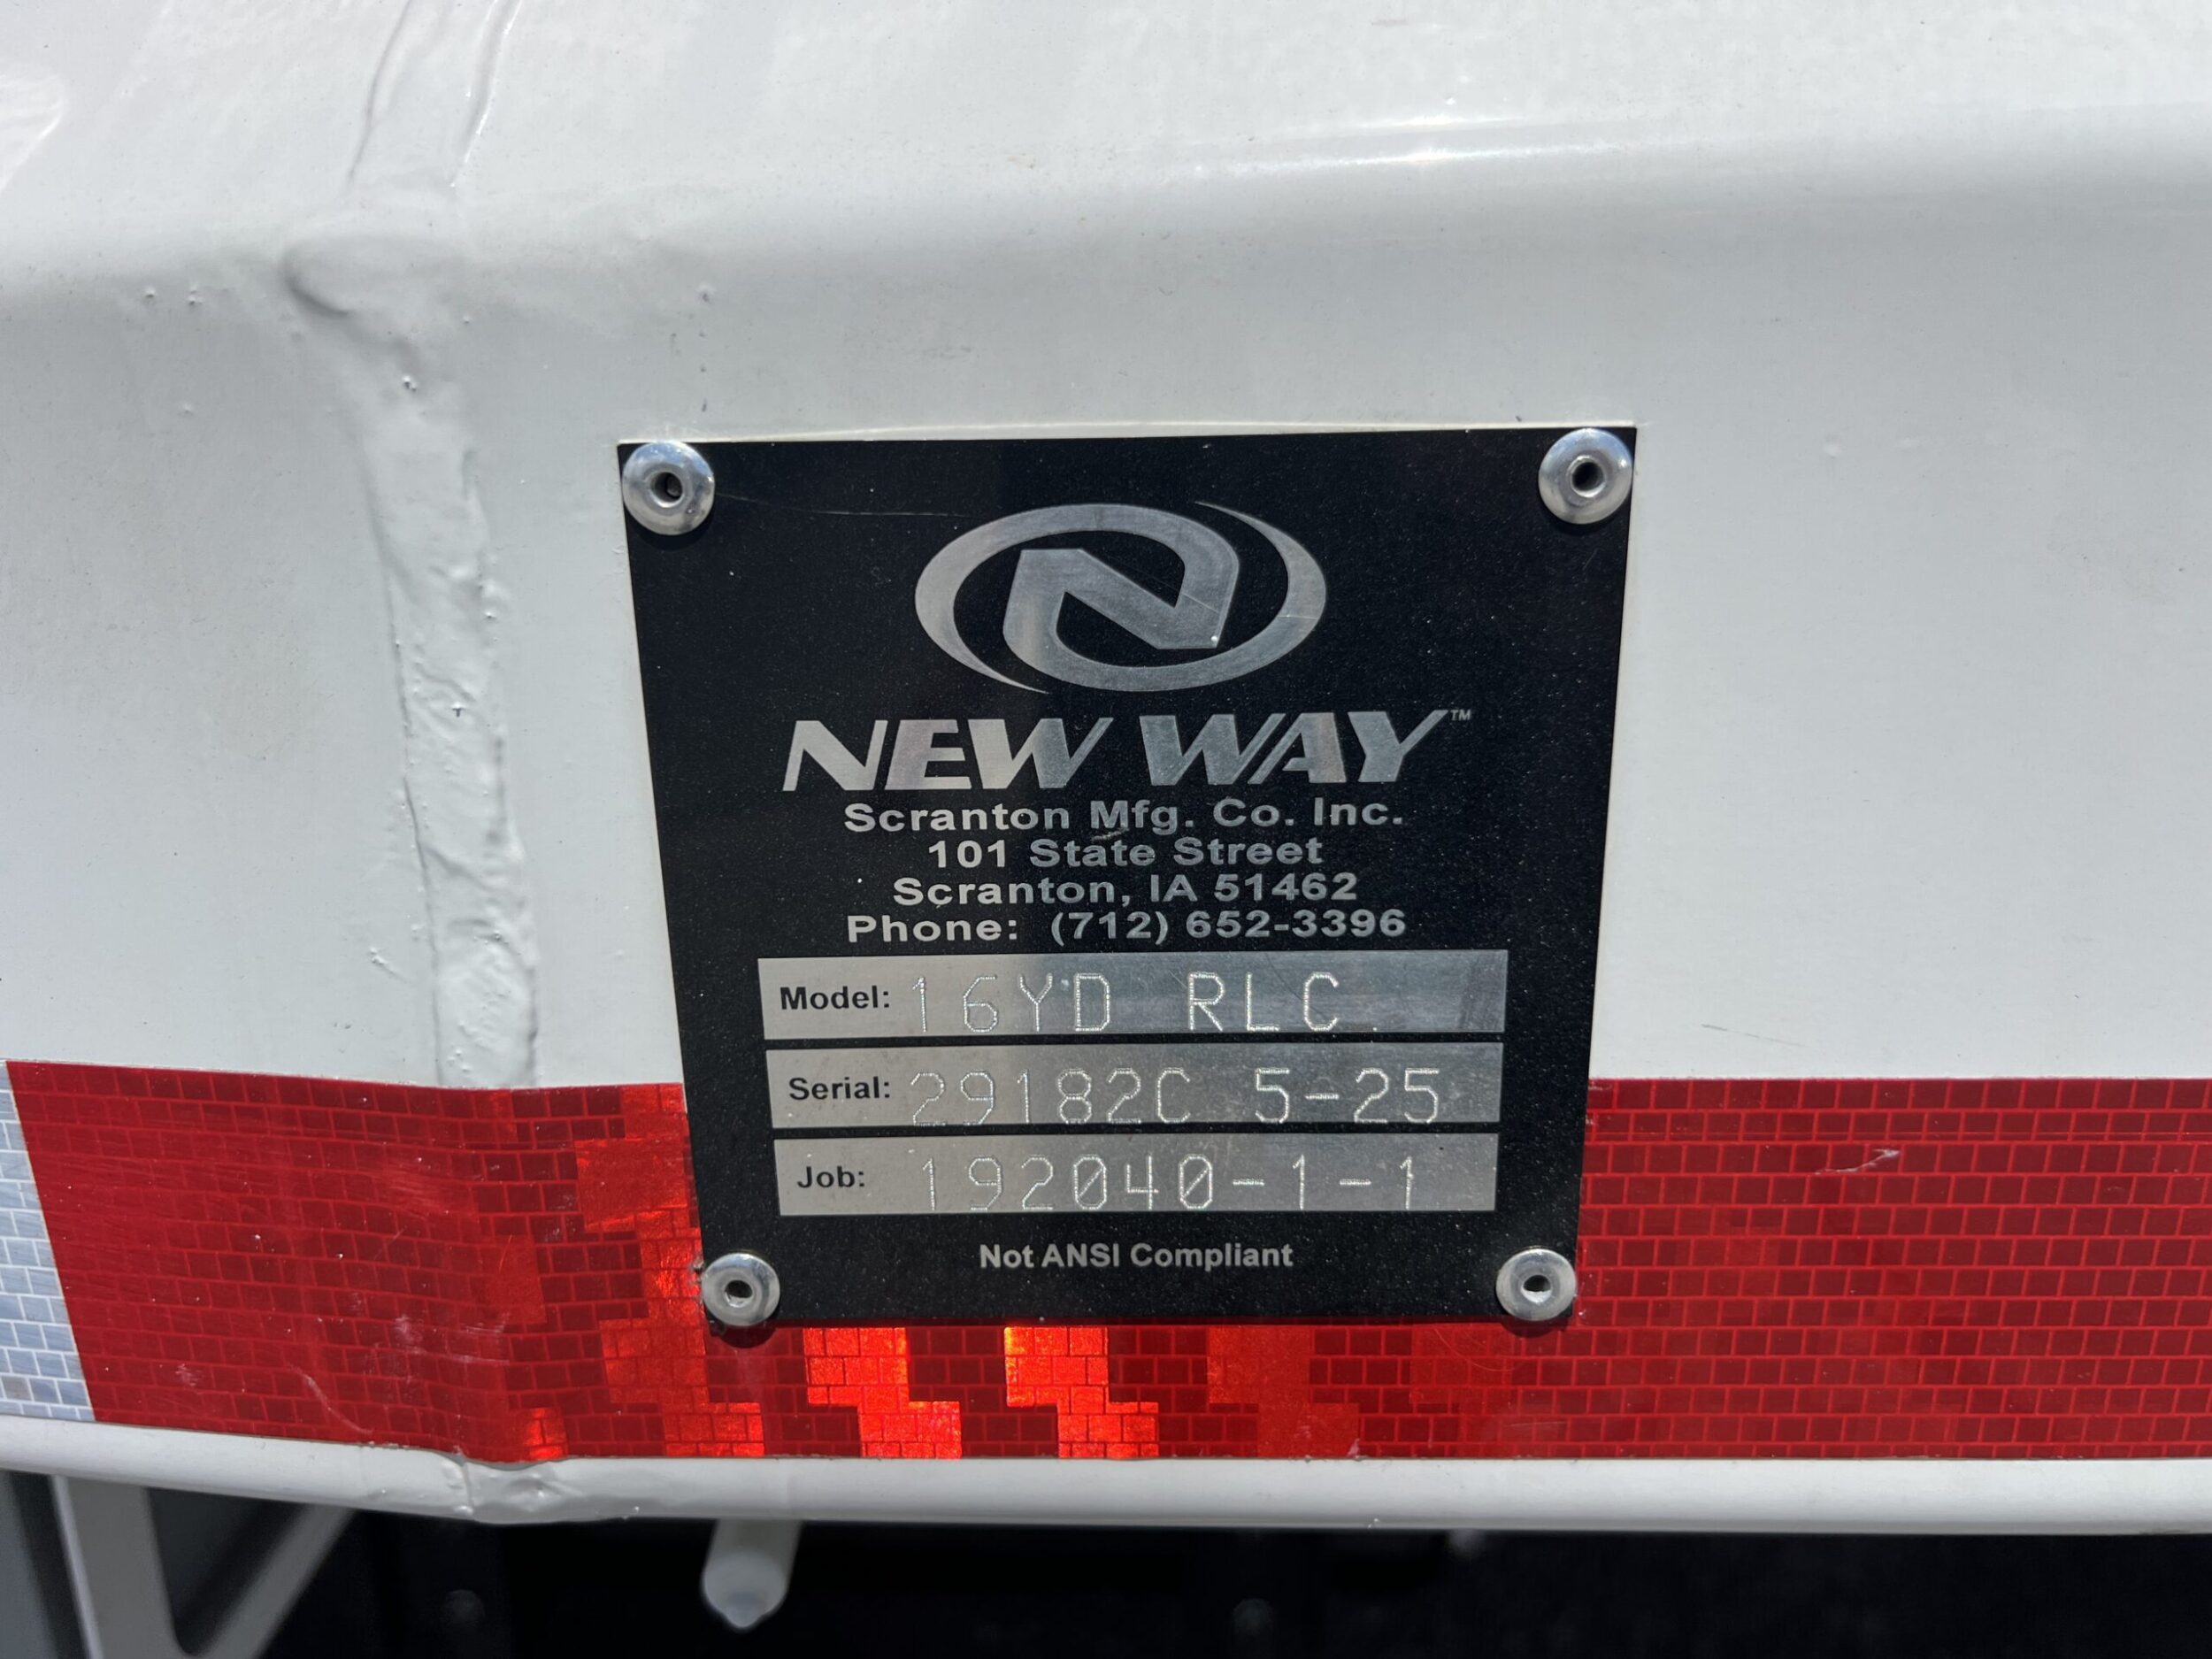 NEW WAY™
Scranton Mfg. Co. Inc.
101 State Street
Scranton, IA 51462
Phone: (712) 652-3396
Model: 16YD RLC
Serial: 29182C 5-25
Job: 192040-1-1
Not ANSI Compliant